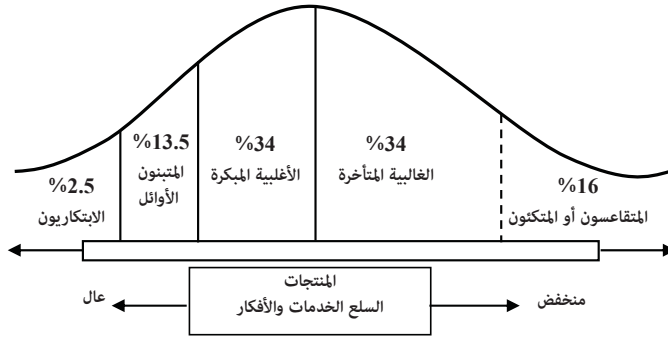 %34
%34
%13.5
المتبنون
الأوائل
الأغلبية المبكرة
الغالبية المتأخرة
%2.5
الابتكاريون
%16
المتقاعسون أو المتكئون
المنتجات
السلع الخدمات والأفكار
عال
منخفض